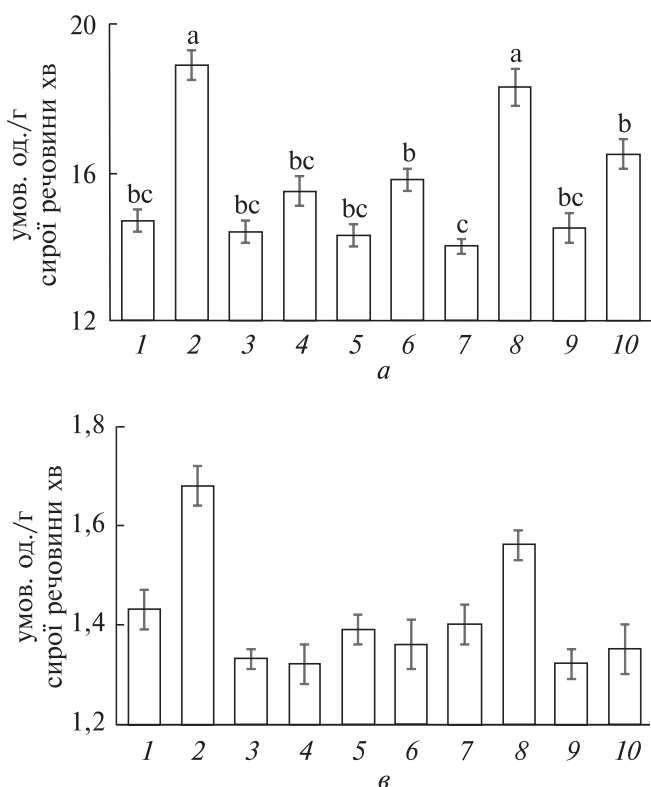 умов. од./г
сирої речовини хв
20
16
12
bc
a
bc
bc
bc
b
c
a
bc
b
1 2 3 4 5 6 7 8 9 10
а
умов. од./г
сирої речовини хв
1,8
1,6
1,4
1,2
1 2 3 4 5 6 7 8 9 10
в